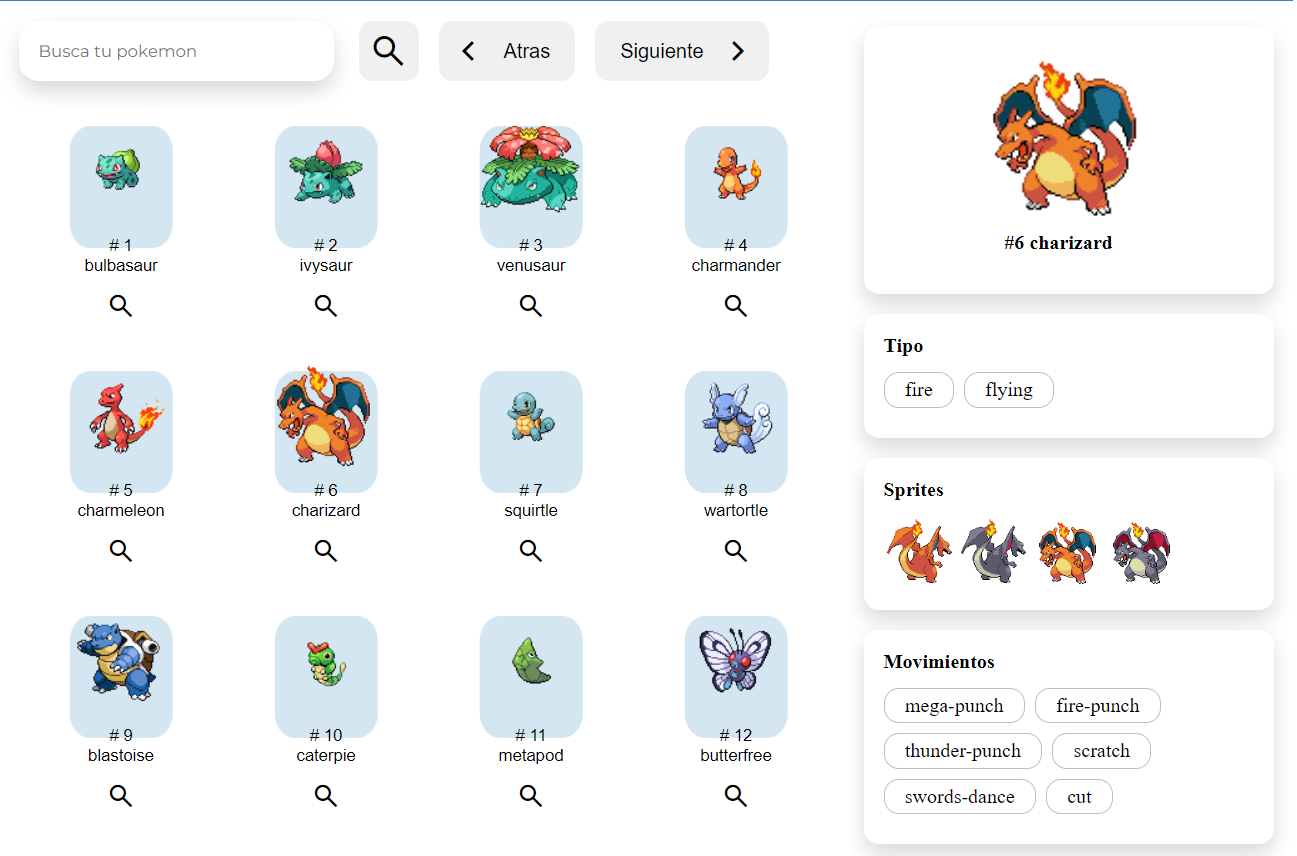 Busca tu pokemon
Atras
Siguiente
# 1
bulbasaur
# 2
ivysaur
# 3
venusaur
# 4
charmander
# 5
charmeleon
# 6
charizard
# 7
squirtle
# 8
wartortle
# 9
blastoise
# 10
caterpie
# 11
metapod
# 12
butterfree
#6 charizard
Tipo
fire flying
Sprites
Movimientos
mega-punch fire-punch
thunder-punch scratch
swords-dance cut